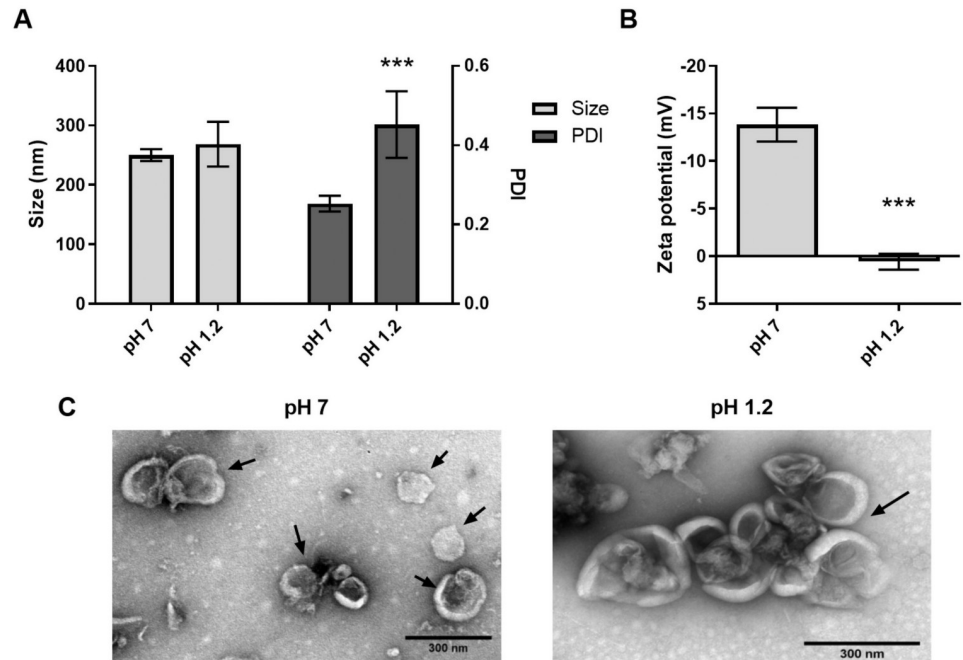 A
Size (nm)
400
300
200
100
0
***
0.6
0.4
0.2
0.0
PDI
Size
PDI
pH 7
pH 1.2
pH 7
pH 1.2
B
Zeta potential (mV)
-20
-15
-10
-5
0
5
***
pH 7
pH 1.2
C
pH 7
300 nm
pH 1.2
300 nm